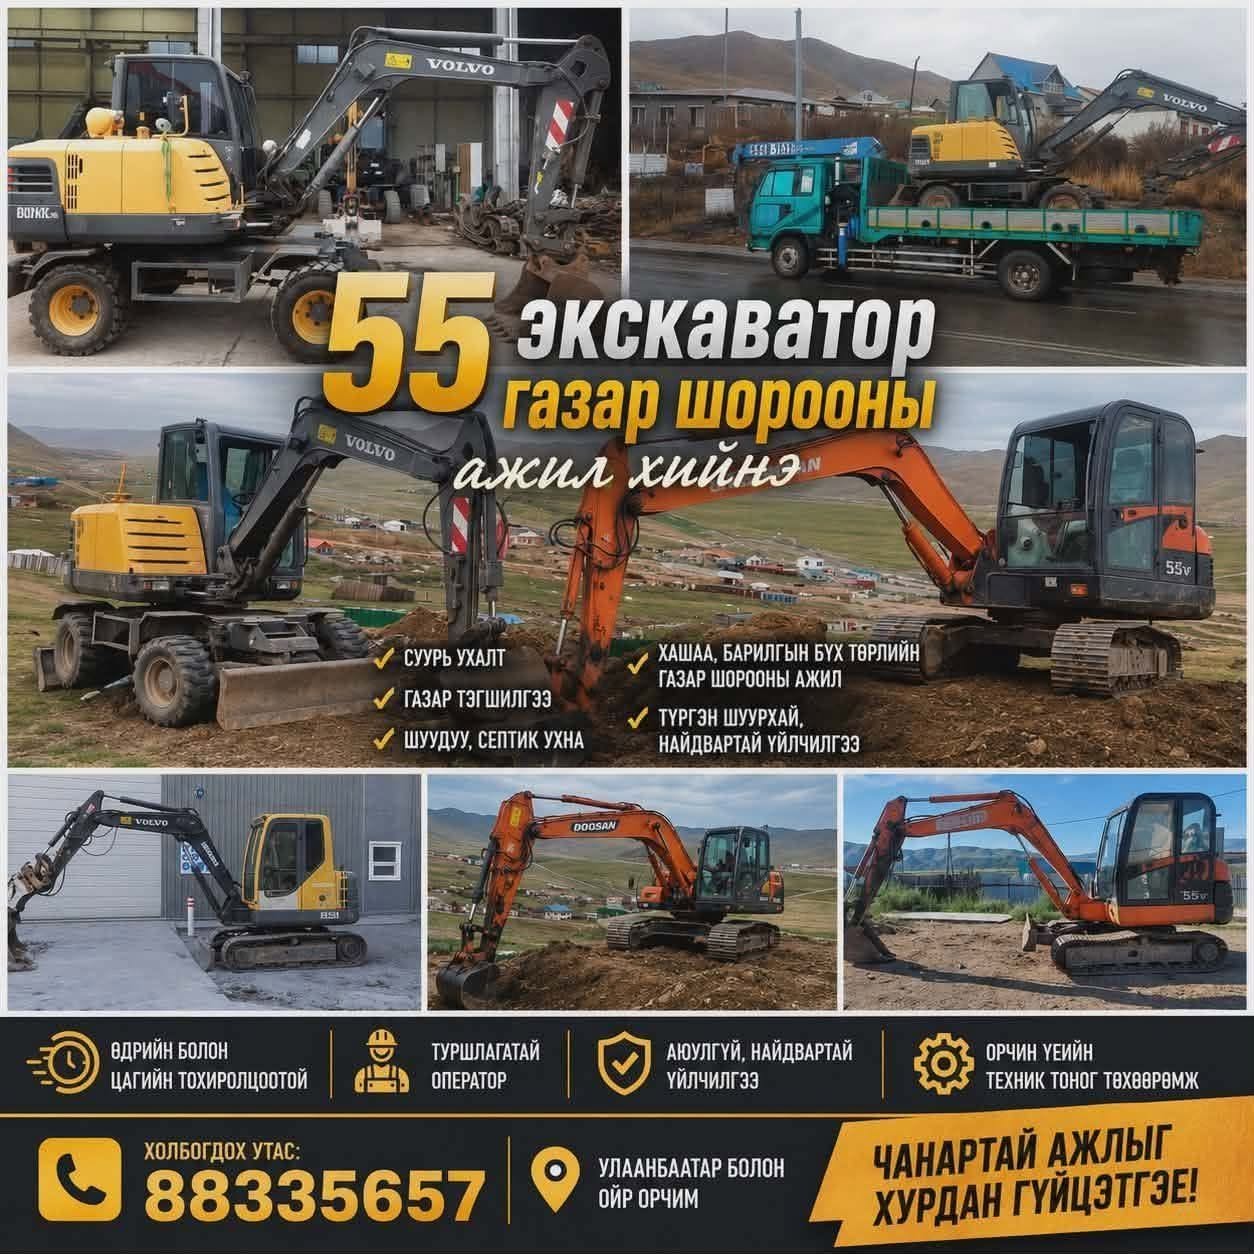 VOLVO
VOLVO
55 экскаватор
газар шорооны
ажил хийнэ
VOLVO
55v
✓ СУУРЬ УХАЛТ
✓ ГАЗАР ТЭГШИЛГЭЭ
✓ ШУУДУУ, СЕПТИК УХНА
✓ ХАШАА, БАРИЛГЫН БҮХ ТӨРЛИЙН
ГАЗАР ШОРООНЫ АЖИЛ
✓ ТҮРГЭН ШУУРХАЙ,
НАЙДВАРТАЙ ҮЙЛЧИЛГЭЭ
VOLVO
DOOSAN
55v
ӨДРИЙН БОЛОН
ЦАГИЙН ТОХИРОЛЦООТОЙ
ТУРШЛАГАТАЙ
ОПЕРАТОР
АЮУЛГҮЙ, НАЙДВАРТАЙ
ҮЙЛЧИЛГЭЭ
ОРЧИН ҮЕИЙН
ТЕХНИК ТОНОГ ТӨХӨӨРӨМЖ
ХОЛБОГДОХ УТАС:
88335657
УЛААНБААТАР БОЛОН
ОЙР ОРЧИМ
ЧАНАРТАЙ АЖЛЫГ
ХУРДАН ГҮЙЦЭТГЭЕ!